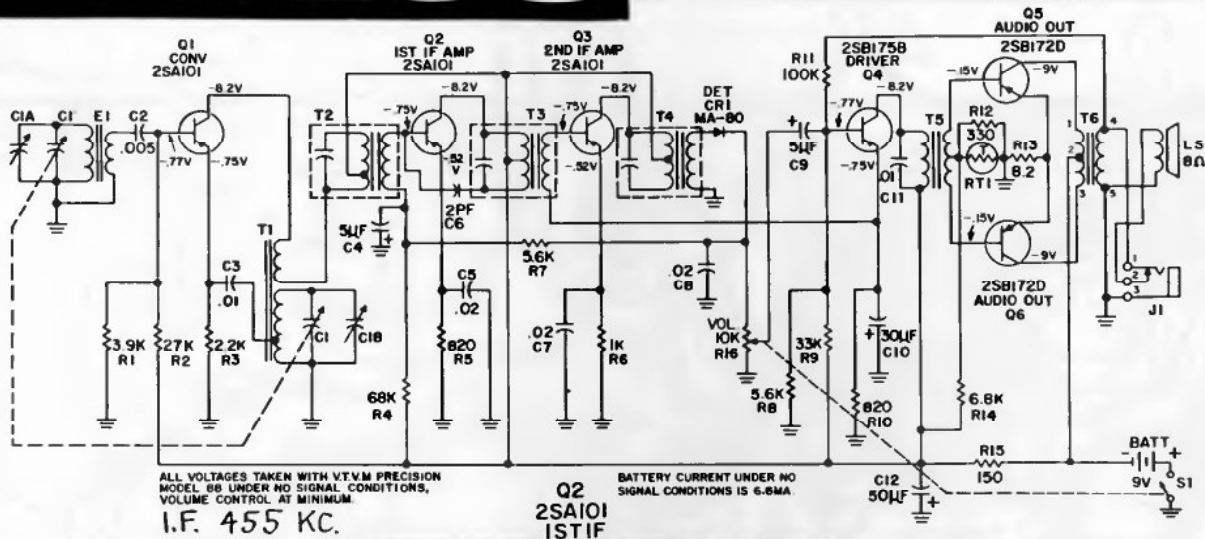 Q1
CONV
2SA101
Q2
1ST IF AMP
2SA101
Q3
2ND IF AMP
2SA101
2SB175B
DRIVER
Q4
Q5
AUDIO OUT
2SB172D
C1A
C1
E1
C2
.005
-8.2V
-.77V
-.75V
T1
C3
.01
3.9K
R1
27K
R2
2.2K
R3
C1
C1B
T2
-.75V
-8.2V
-.52
V
2PF
C6
5µF
C4
+
5.6K
R7
C5
.02
820
R5
68K
R4
T3
-.75V
-8.2V
-.52V
.02
C7
1K
R6
T4
DET
CR1
MA-80
.02
C8
VOL
10K
R16
R11
100K
+
5µF
C9
-.77V
-8.2V
-.75V
.01
C11
5.6K
R8
33K
R9
+
30µF
C10
820
R10
T5
-.15V
-9V
R12
330
T
RT1
R13
8.2
-.15V
-9V
2SB172D
AUDIO OUT
Q6
T6
1
2
3
4
5
LS
8Ω
1
2
3
J1
6.8K
R14
R15
150
C12
50µF
+
BATT
-
+
9V
S1
ALL VOLTAGES TAKEN WITH V.T.V.M PRECISION
MODEL 88 UNDER NO SIGNAL CONDITIONS,
VOLUME CONTROL AT MINIMUM.
I.F. 455 KC.
Q2
2SA101
1ST IF
BATTERY CURRENT UNDER NO
SIGNAL CONDITIONS IS 6.8MA.